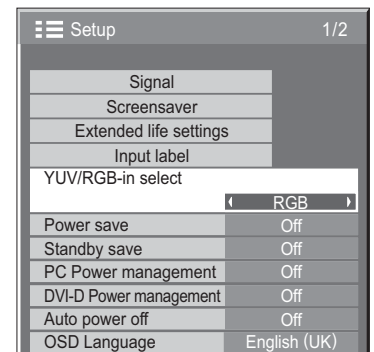 Setup 1/2
Signal
Screensaver
Extended life settings
Input label
YUV/RGB-in select
RGB
Power save Off
Standby save Off
PC Power management Off
DVI-D Power management Off
Auto power off Off
OSD Language English (UK)